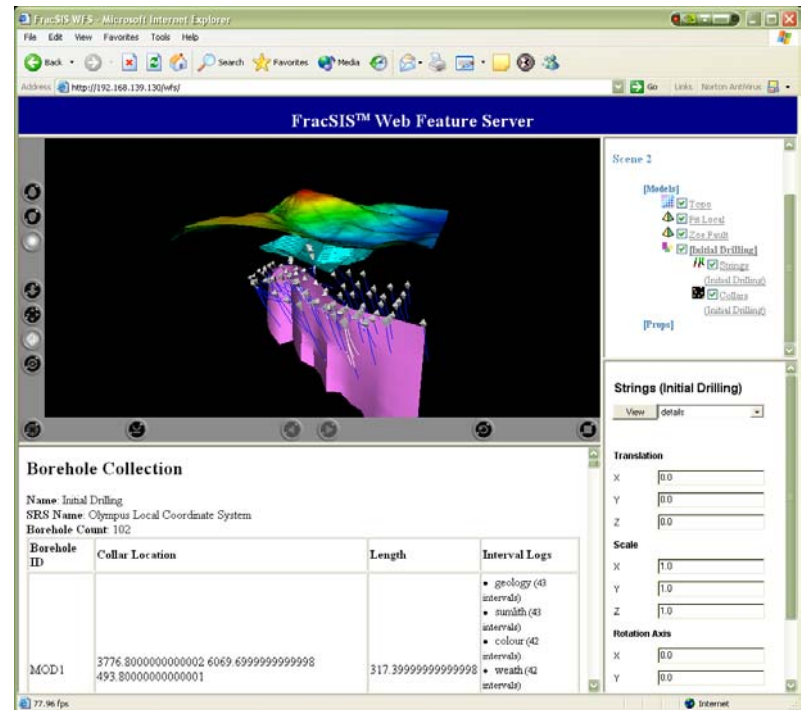 FracSIS WFS - Microsoft Internet Explorer
File Edit View Favorites Tools Help
Back Search Favorites Media
Address http://192.168.139.130/wfs/ Go Links Norton AntiVirus
FracSIS™ Web Feature Server
Scene 2
[Models]
Topo
Pit Local
Zoe Fault
[Initial Drilling]
Strings
(Initial Drilling)
Collars
(Initial Drilling)
[Props]
Strings (Initial Drilling)
View details
Translation
X 0.0
Y 0.0
Z 0.0
Scale
X 1.0
Y 1.0
Z 1.0
Rotation Axis
X 0.0
Y 0.0
Borehole Collection
Name: Initial Drilling
SRS Name: Olympus Local Coordinate System
Borehole Count: 102
Borehole ID Collar Location Length Interval Logs
MOD1 3776.8000000000002 6069.6999999999998
493.80000000000001 317.39999999999998
• geology (43
intervals)
• sumlith (43
intervals)
• colour (42
intervals)
• weath (42
intervals)
77.96 fps Internet